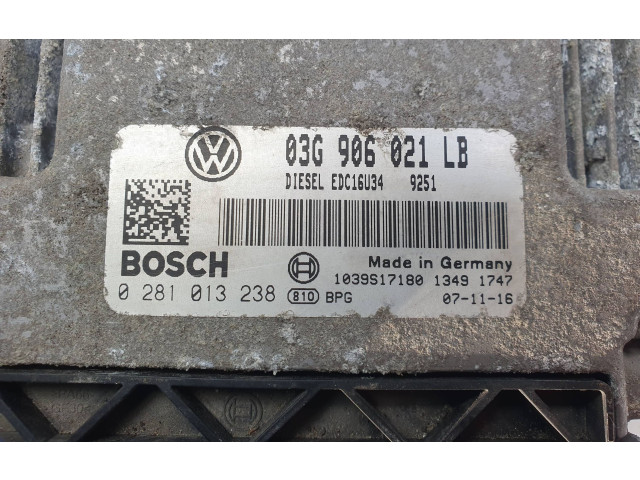 03G 906 021 LB
DIESEL EDC16U34 9251
BOSCH
Made in Germany
1039S17180 1349 1747
0 281 013 238 810 BPG 07-11-16